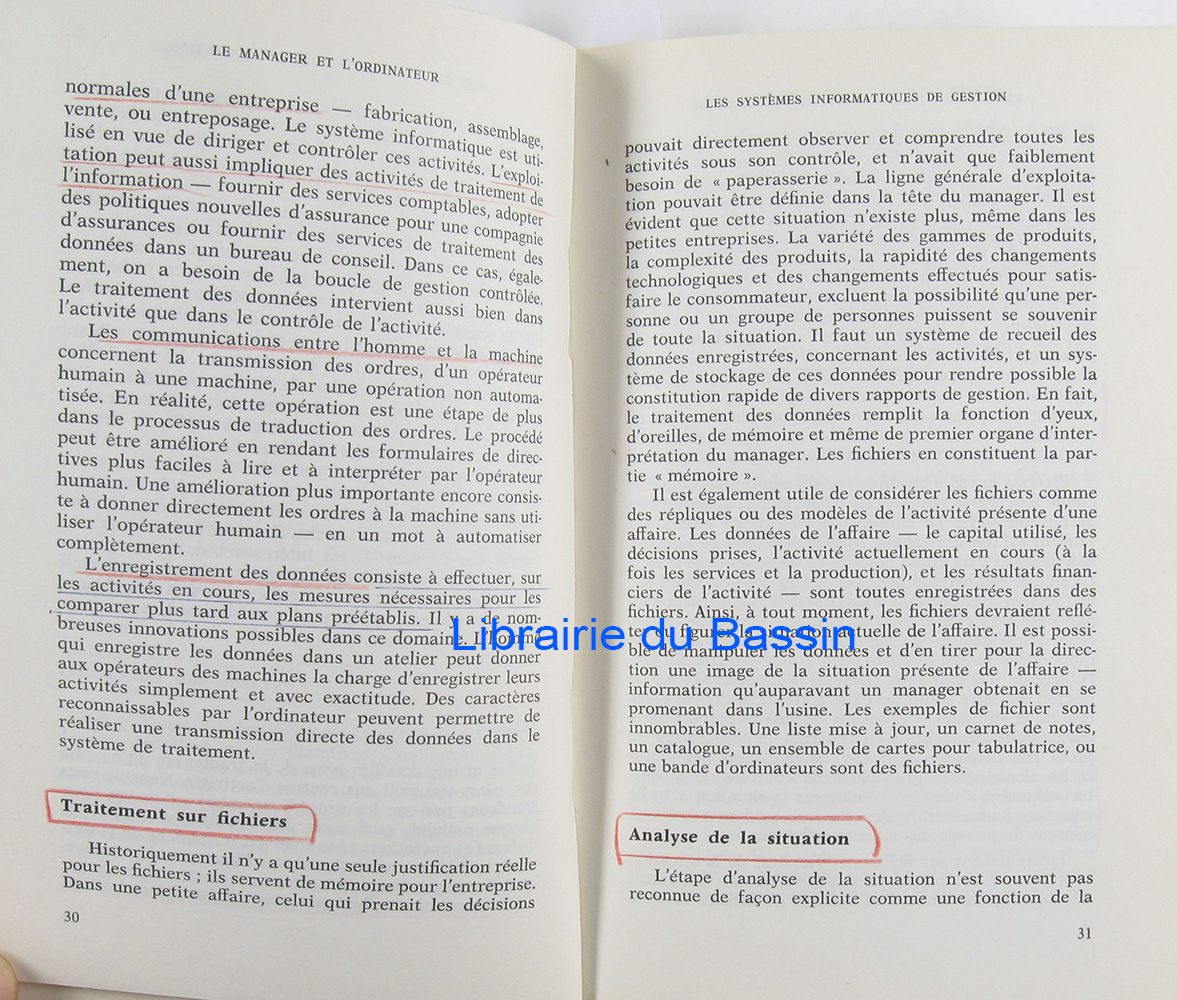 LE MANAGER ET L'ORDINATEUR
normales d'une entreprise — fabrication, assemblage,
vente, ou entreposage. Le système informatique est uti-
lisé en vue de diriger et contrôler ces activités. L'exploi-
tation peut aussi impliquer des activités de traitement de
l'information — fournir des services comptables, adopter
des politiques nouvelles d'assurance pour une compagnie
d'assurances ou fournir des services de traitement des
données dans un bureau de conseil. Dans ce cas, égale-
ment, on a besoin de la boucle de gestion contrôlée.
Le traitement des données intervient aussi bien dans
l'activité que dans le contrôle de l'activité.
Les communications entre l'homme et la machine
concernent la transmission des ordres, d'un opérateur
humain à une machine, par une opération non automa-
tisée. En réalité, cette opération est une étape de plus
dans le processus de traduction des ordres. Le procédé
peut être amélioré en rendant les formulaires de direc-
tives plus faciles à lire et à interpréter par l'opérateur
humain. Une amélioration plus importante encore consis-
te à donner directement les ordres à la machine sans uti-
liser l'opérateur humain — en un mot à automatiser
complètement.
L'enregistrement des données consiste à effectuer, sur
les activités en cours, les mesures nécessaires pour les
comparer plus tard aux plans préétablis. Il y a de nom-
breuses innovations possibles dans ce domaine. L'homme
qui enregistre les données dans un atelier peut donner
aux opérateurs des machines la charge d'enregistrer leurs
activités simplement et avec exactitude. Des caractères
reconnaissables par l'ordinateur peuvent permettre de
réaliser une transmission directe des données dans le
système de traitement.
Traitement sur fichiers
Historiquement il n'y a qu'une seule justification réelle
pour les fichiers ; ils servent de mémoire pour l'entreprise.
Dans une petite affaire, celui qui prenait les décisions
30
LES SYSTÈMES INFORMATIQUES DE GESTION
pouvait directement observer et comprendre toutes les
activités sous son contrôle, et n'avait que faiblement
besoin de « paperasserie ». La ligne générale d'exploita-
tion pouvait être définie dans la tête du manager. Il est
évident que cette situation n'existe plus, même dans les
petites entreprises. La variété des gammes de produits,
la complexité des produits, la rapidité des changements
technologiques et des changements effectués pour satis-
faire le consommateur, excluent la possibilité qu'une per-
sonne ou un groupe de personnes puissent se souvenir
de toute la situation. Il faut un système de recueil des
données enregistrées, concernant les activités, et un sys-
tème de stockage de ces données pour rendre possible la
constitution rapide de divers rapports de gestion. En fait,
le traitement des données remplit la fonction d'yeux,
d'oreilles, de mémoire et même de premier organe d'inter-
prétation du manager. Les fichiers en constituent la par-
tie « mémoire ».
Il est également utile de considérer les fichiers comme
des répliques ou des modèles de l'activité présente d'une
affaire. Les données de l'affaire — le capital utilisé, les
décisions prises, l'activité actuellement en cours (à la
fois les services et la production), et les résultats finan-
ciers de l'activité — sont toutes enregistrées dans des
fichiers. Ainsi, à tout moment, les fichiers devraient reflé-
ter ou figurer la situation actuelle de l'affaire. Il est possi-
ble de manipuler les données et d'en tirer pour la direc-
tion une image de la situation présente de l'affaire —
information qu'auparavant un manager obtenait en se
promenant dans l'usine. Les exemples de fichier sont
innombrables. Une liste mise à jour, un carnet de notes,
un catalogue, un ensemble de cartes pour tabulatrice, ou
une bande d'ordinateurs sont des fichiers.
Analyse de la situation
L'étape d'analyse de la situation n'est souvent pas
reconnue de façon explicite comme une fonction de la
31
Librairie du Bassin